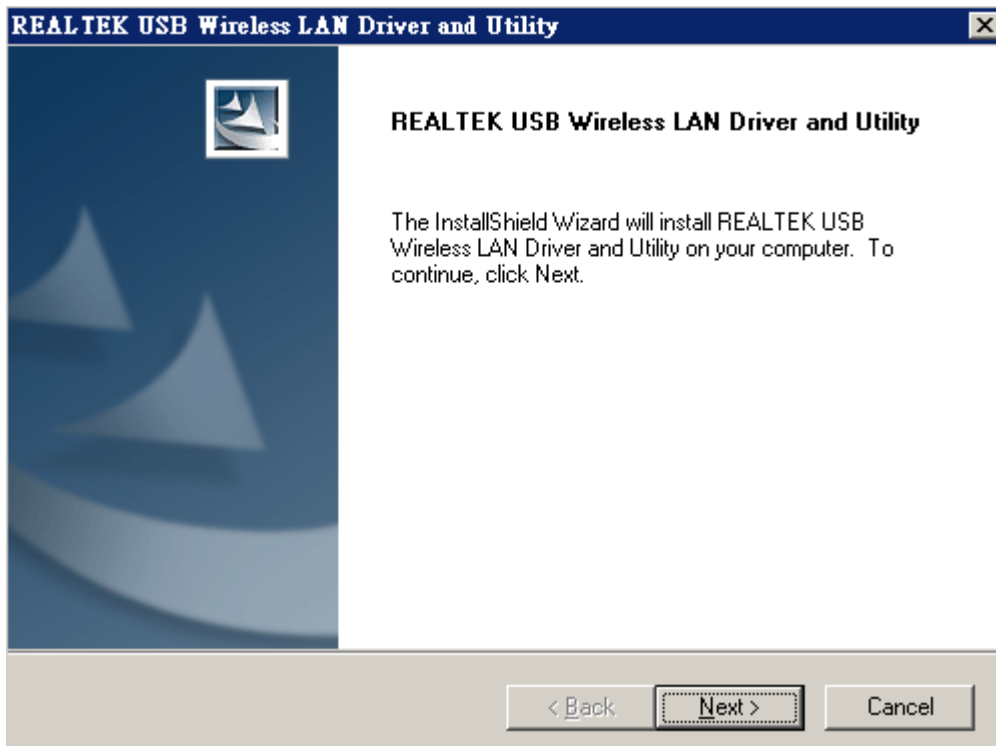 REALTEK USB Wireless LAN Driver and Utility
REALTEK USB Wireless LAN Driver and Utility
The InstallShield Wizard will install REALTEK USB
Wireless LAN Driver and Utility on your computer.  To
continue, click Next.
< Back
Next >
Cancel